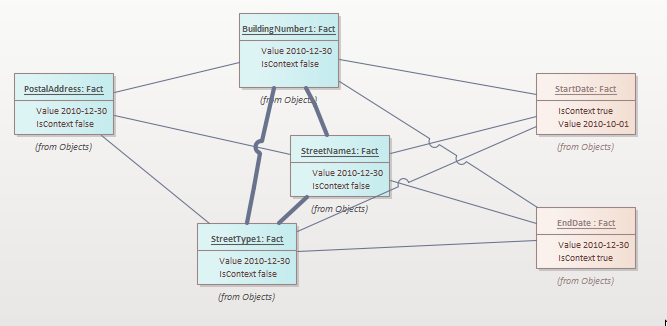 BuildingNumber1: Fact
Value 2010-12-30
IsContext false
(from Objects)
PostalAddress: Fact
Value 2010-12-30
IsContext false
(from Objects)
StartDate: Fact
IsContext true
Value 2010-10-01
(from Objects)
StreetName1: Fact
Value 2010-12-30
IsContext false
(from Objects)
StreetType1: Fact
Value 2010-12-30
IsContext false
(from Objects)
EndDate : Fact
Value 2010-12-30
IsContext true
(from Objects)